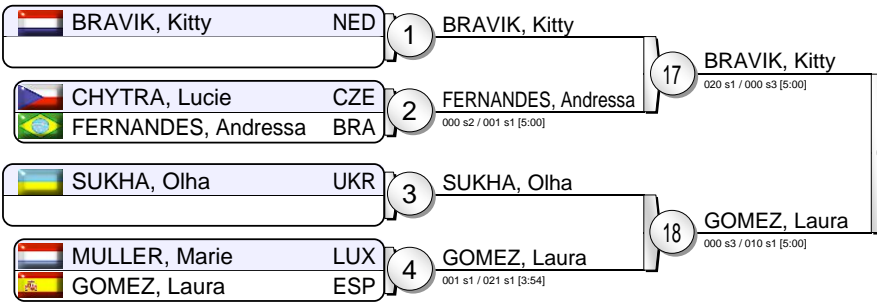 BRAVIK, Kitty NED
1
BRAVIK, Kitty
17
BRAVIK, Kitty
020 s1 / 000 s3 [5:00]
CHYTRA, Lucie CZE
FERNANDES, Andressa BRA
2
FERNANDES, Andressa
000 s2 / 001 s1 [5:00]
SUKHA, Olha UKR
3
SUKHA, Olha
18
GOMEZ, Laura
000 s3 / 010 s1 [5:00]
MULLER, Marie LUX
GOMEZ, Laura ESP
4
GOMEZ, Laura
001 s1 / 021 s1 [3:54]